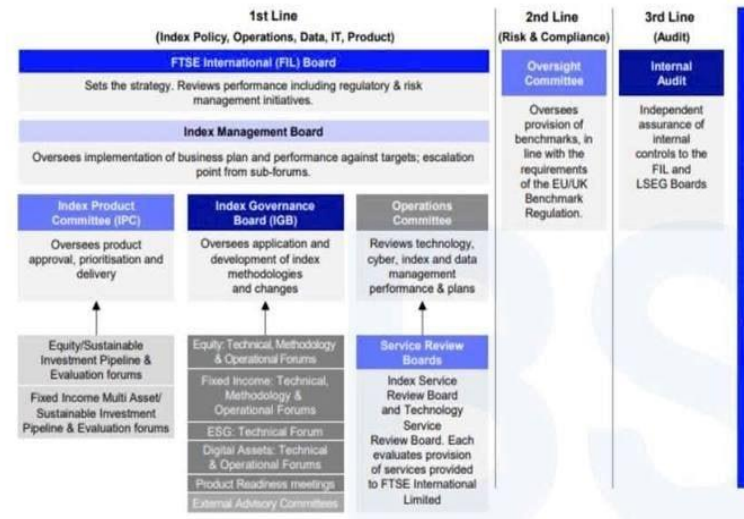 1st Line
(Index Policy, Operations, Data, IT, Product)
FTSE International (FIL) Board
Sets the strategy. Reviews performance including regulatory & risk
management initiatives.
Index Management Board
Oversees implementation of business plan and performance against targets; escalation
point from sub-forums.
Index Product
Committee (IPC)
Oversees product
approval, prioritisation and
delivery
Equity/Sustainable
Investment Pipeline &
Evaluation forums
Fixed Income Multi Asset/
Sustainable Investment
Pipeline & Evaluation forums
Index Governance
Board (IGB)
Oversees application and
development of index
methodologies
and changes
Equity: Technical, Methodology
& Operational Forums
Fixed Income: Technical,
Methodology &
Operational Forums
ESG: Technical Forum
Digital Assets: Technical
& Operational Forums
Product Readiness meetings
External Advisory Committees
Operations
Committee
Reviews technology,
cyber, index and data
management
performance & plans
Service Review
Boards
Index Service
Review Board
and Technology
Service
Review Board. Each
evaluates provision
of services provided
to FTSE International
Limited
2nd Line
(Risk & Compliance)
Oversight
Committee
Oversees
provision of
benchmarks, in
line with the
requirements
of the EU/UK
Benchmark
Regulation.
3rd Line
(Audit)
Internal
Audit
Independent
assurance of
internal
controls to the
FIL and
LSEG Boards